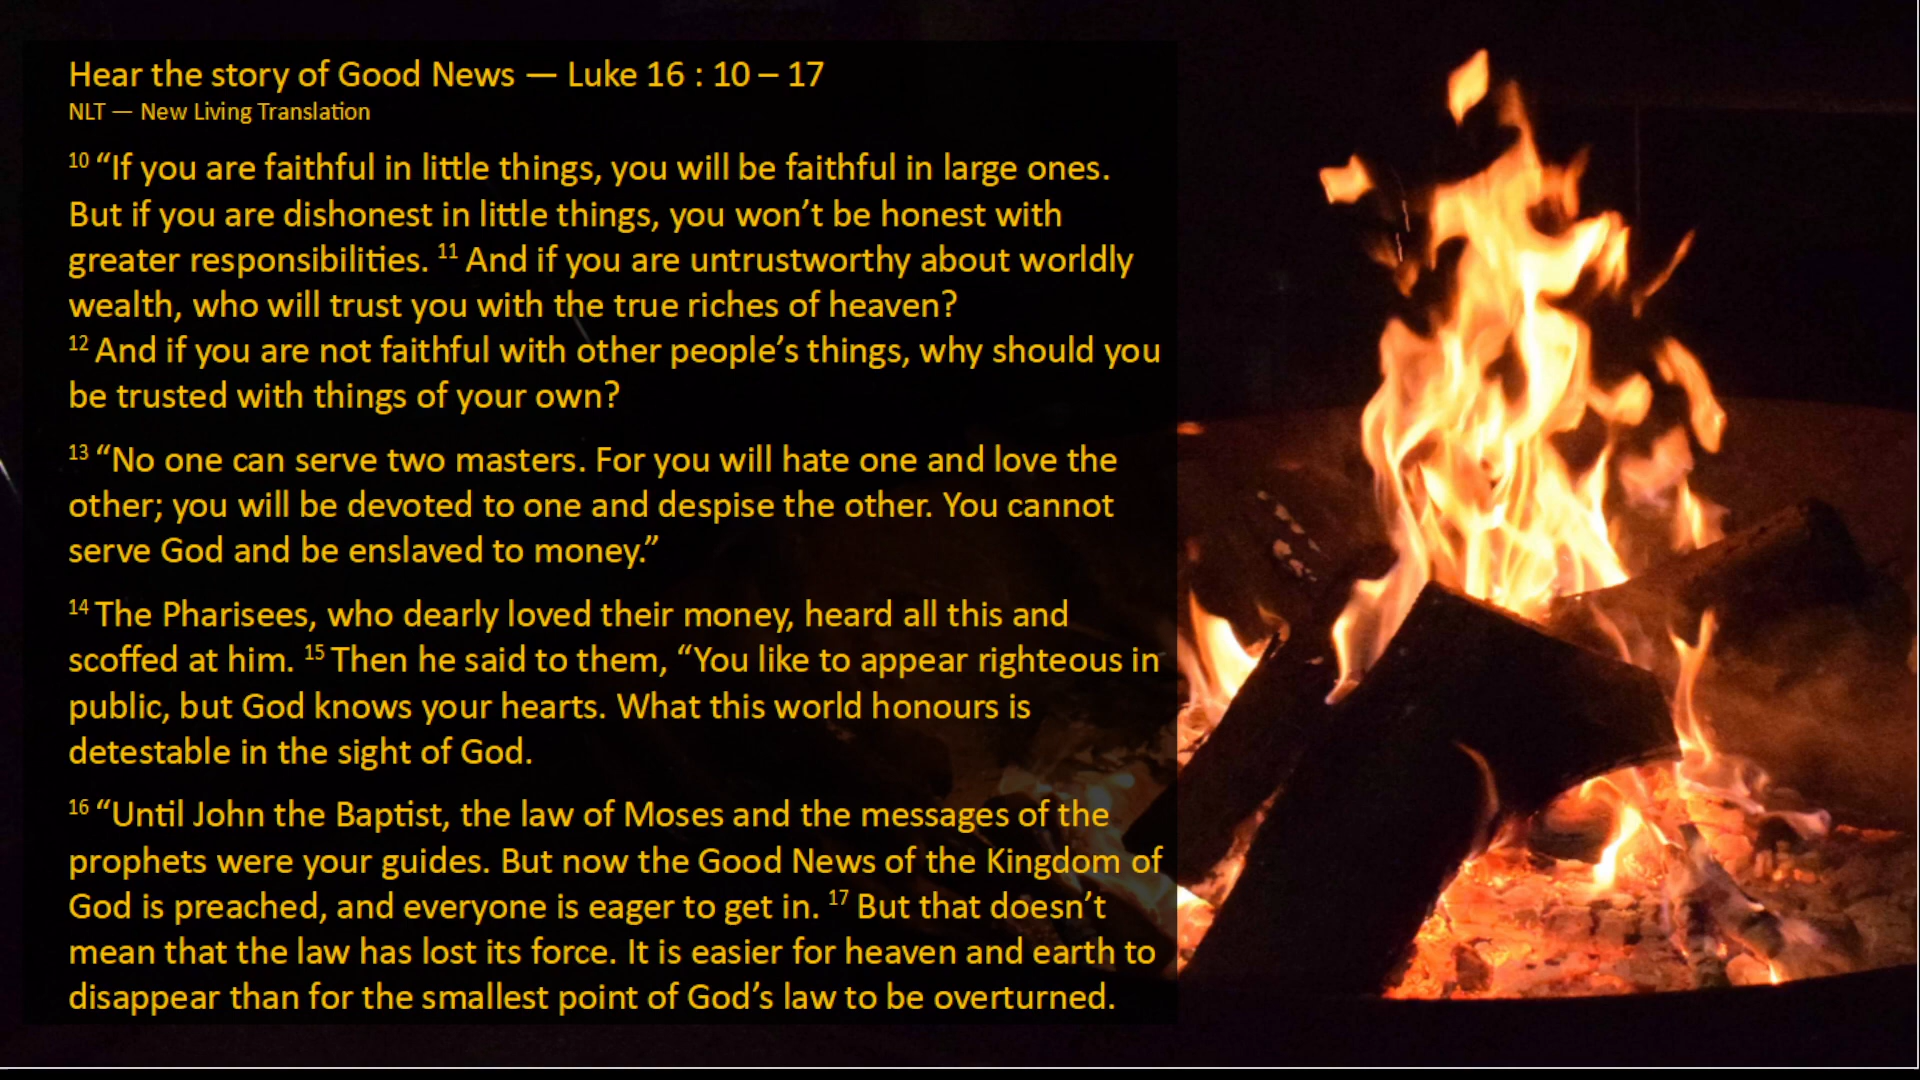 Hear the story of Good News — Luke 16 : 10 – 17
NLT — New Living Translation
10 “If you are faithful in little things, you will be faithful in large ones.
But if you are dishonest in little things, you won’t be honest with
greater responsibilities. 11 And if you are untrustworthy about worldly
wealth, who will trust you with the true riches of heaven?
12 And if you are not faithful with other people’s things, why should you
be trusted with things of your own?
13 “No one can serve two masters. For you will hate one and love the
other; you will be devoted to one and despise the other. You cannot
serve God and be enslaved to money.”
14 The Pharisees, who dearly loved their money, heard all this and
scoffed at him. 15 Then he said to them, “You like to appear righteous in
public, but God knows your hearts. What this world honours is
detestable in the sight of God.
16 “Until John the Baptist, the law of Moses and the messages of the
prophets were your guides. But now the Good News of the Kingdom of
God is preached, and everyone is eager to get in. 17 But that doesn’t
mean that the law has lost its force. It is easier for heaven and earth to
disappear than for the smallest point of God’s law to be overturned.